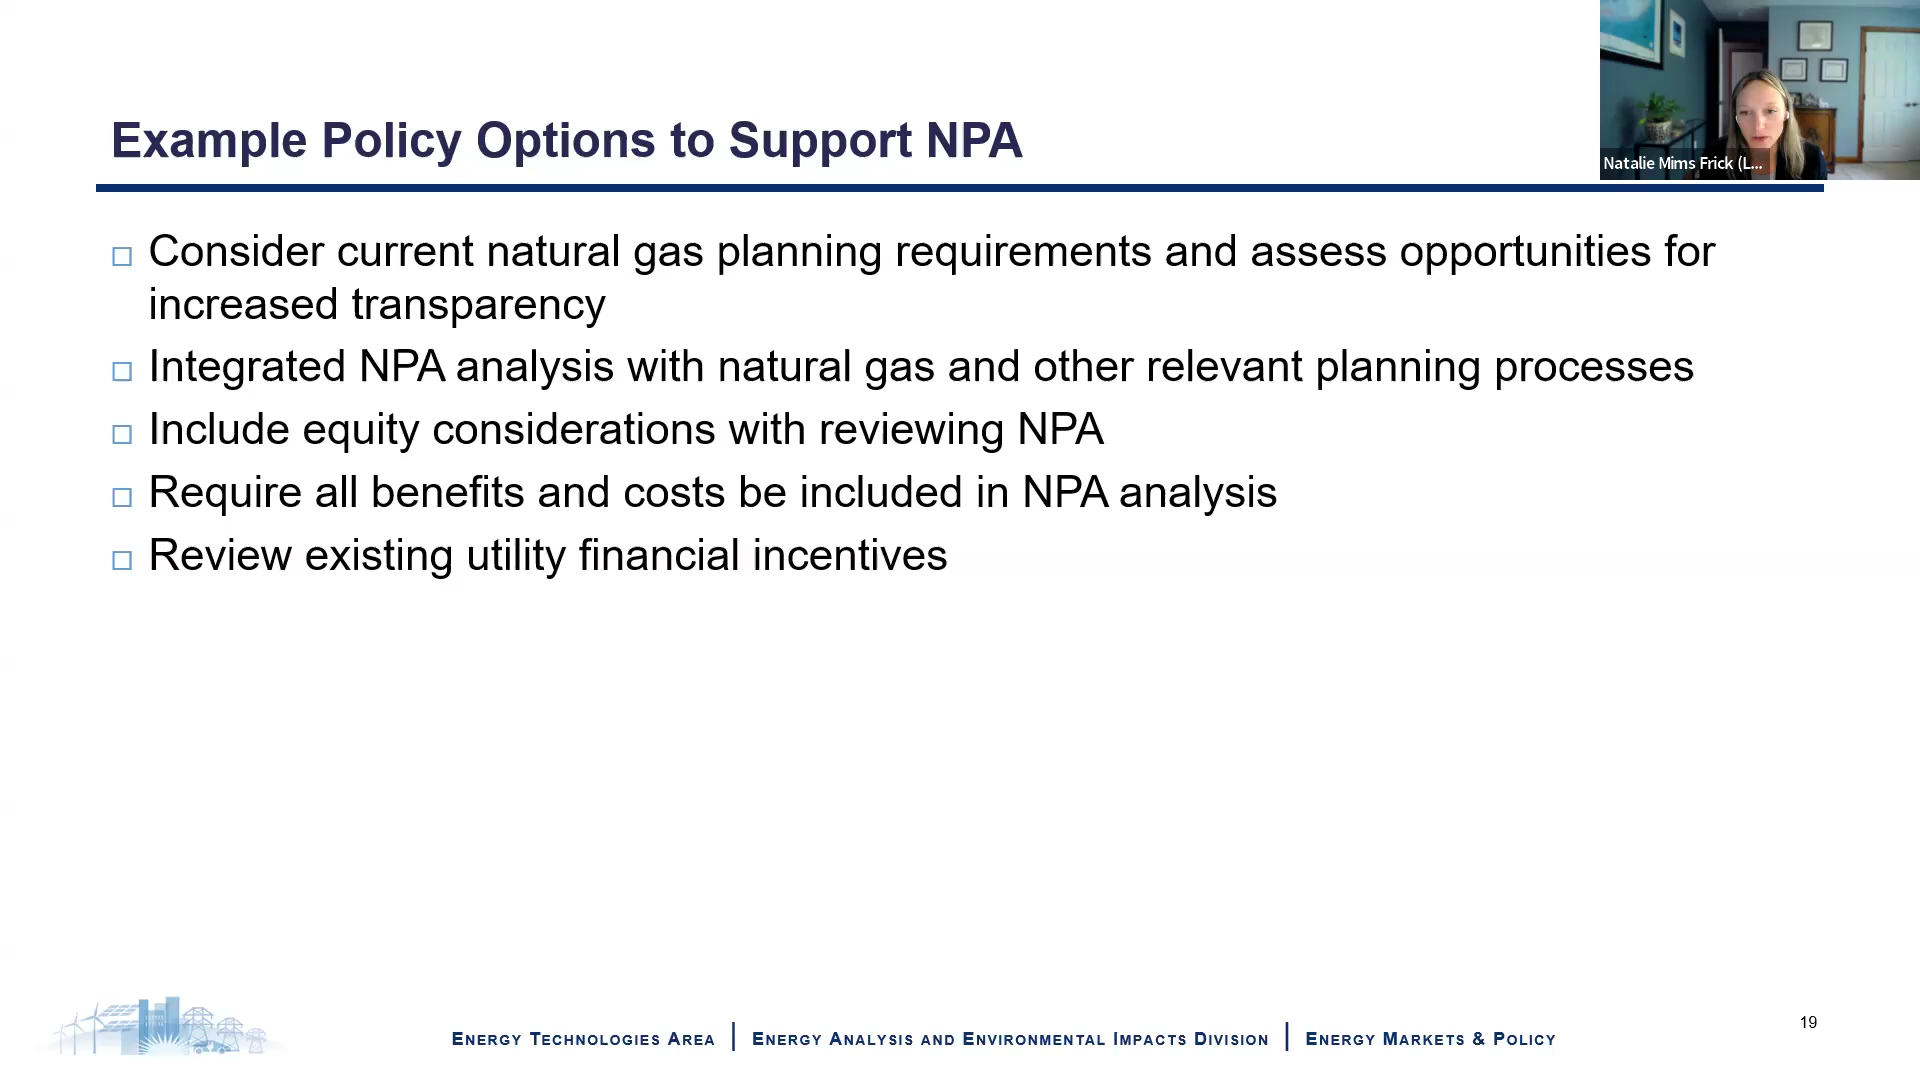 Example Policy Options to Support NPA
Natalie Mims Frick (L...
Consider current natural gas planning requirements and assess opportunities for
increased transparency
Integrated NPA analysis with natural gas and other relevant planning processes
Include equity considerations with reviewing NPA
Require all benefits and costs be included in NPA analysis
Review existing utility financial incentives
19
ENERGY TECHNOLOGIES AREA | ENERGY ANALYSIS AND ENVIRONMENTAL IMPACTS DIVISION | ENERGY MARKETS & POLICY